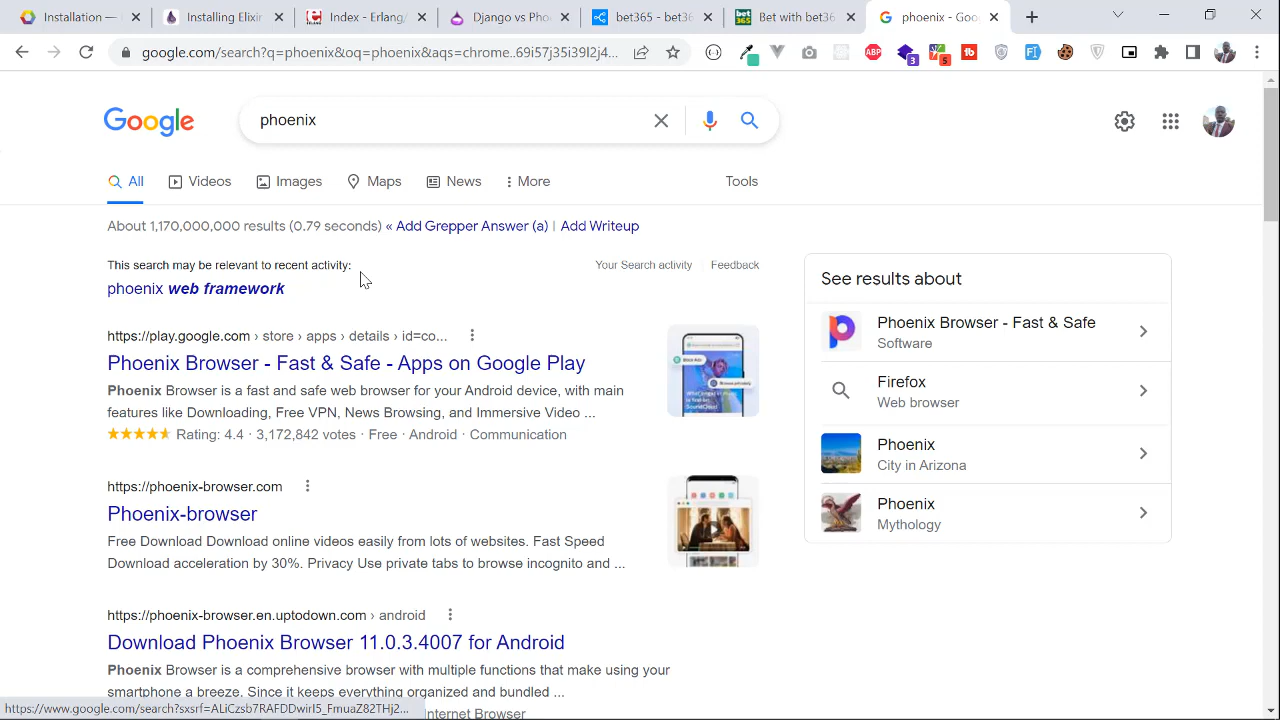 Installation —
Installing Elixir
Index - Erlang/
Django vs Pho
Bet365 - bet36
Bet with bet36
phoenix - Goo
google.com/search?q=phoenix&oq=phoenix&aqs=chrome..69i57j35i39l2j4...
ABP
3
5
tb
Google
phoenix
All
Videos
Images
Maps
News
More
Tools
About 1,170,000,000 results (0.79 seconds) « Add Grepper Answer (a) | Add Writeup
This search may be relevant to recent activity:
Your Search activity
Feedback
phoenix web framework
https://play.google.com › store › apps › details › id=co...
Phoenix Browser - Fast & Safe - Apps on Google Play
Phoenix Browser is a fast and safe web browser for your Android device, with main
features like Downloading, Free VPN, News Browsing and Immersive Video ...
Rating: 4.4 · 3,172,842 votes · Free · Android · Communication
https://phoenix-browser.com
Phoenix-browser
Free Download Download online videos easily from lots of websites. Fast Speed
Download acceleration by 30% Privacy Use private tabs to browse incognito and ...
https://phoenix-browser.en.uptodown.com › android
Download Phoenix Browser 11.0.3.4007 for Android
Phoenix Browser is a comprehensive browser with multiple functions that make using your
smartphone a breeze. Since it keeps everything organized and bundled ...
Internet Browser
See results about
Phoenix Browser - Fast & Safe
Software
Firefox
Web browser
Phoenix
City in Arizona
Phoenix
Mythology